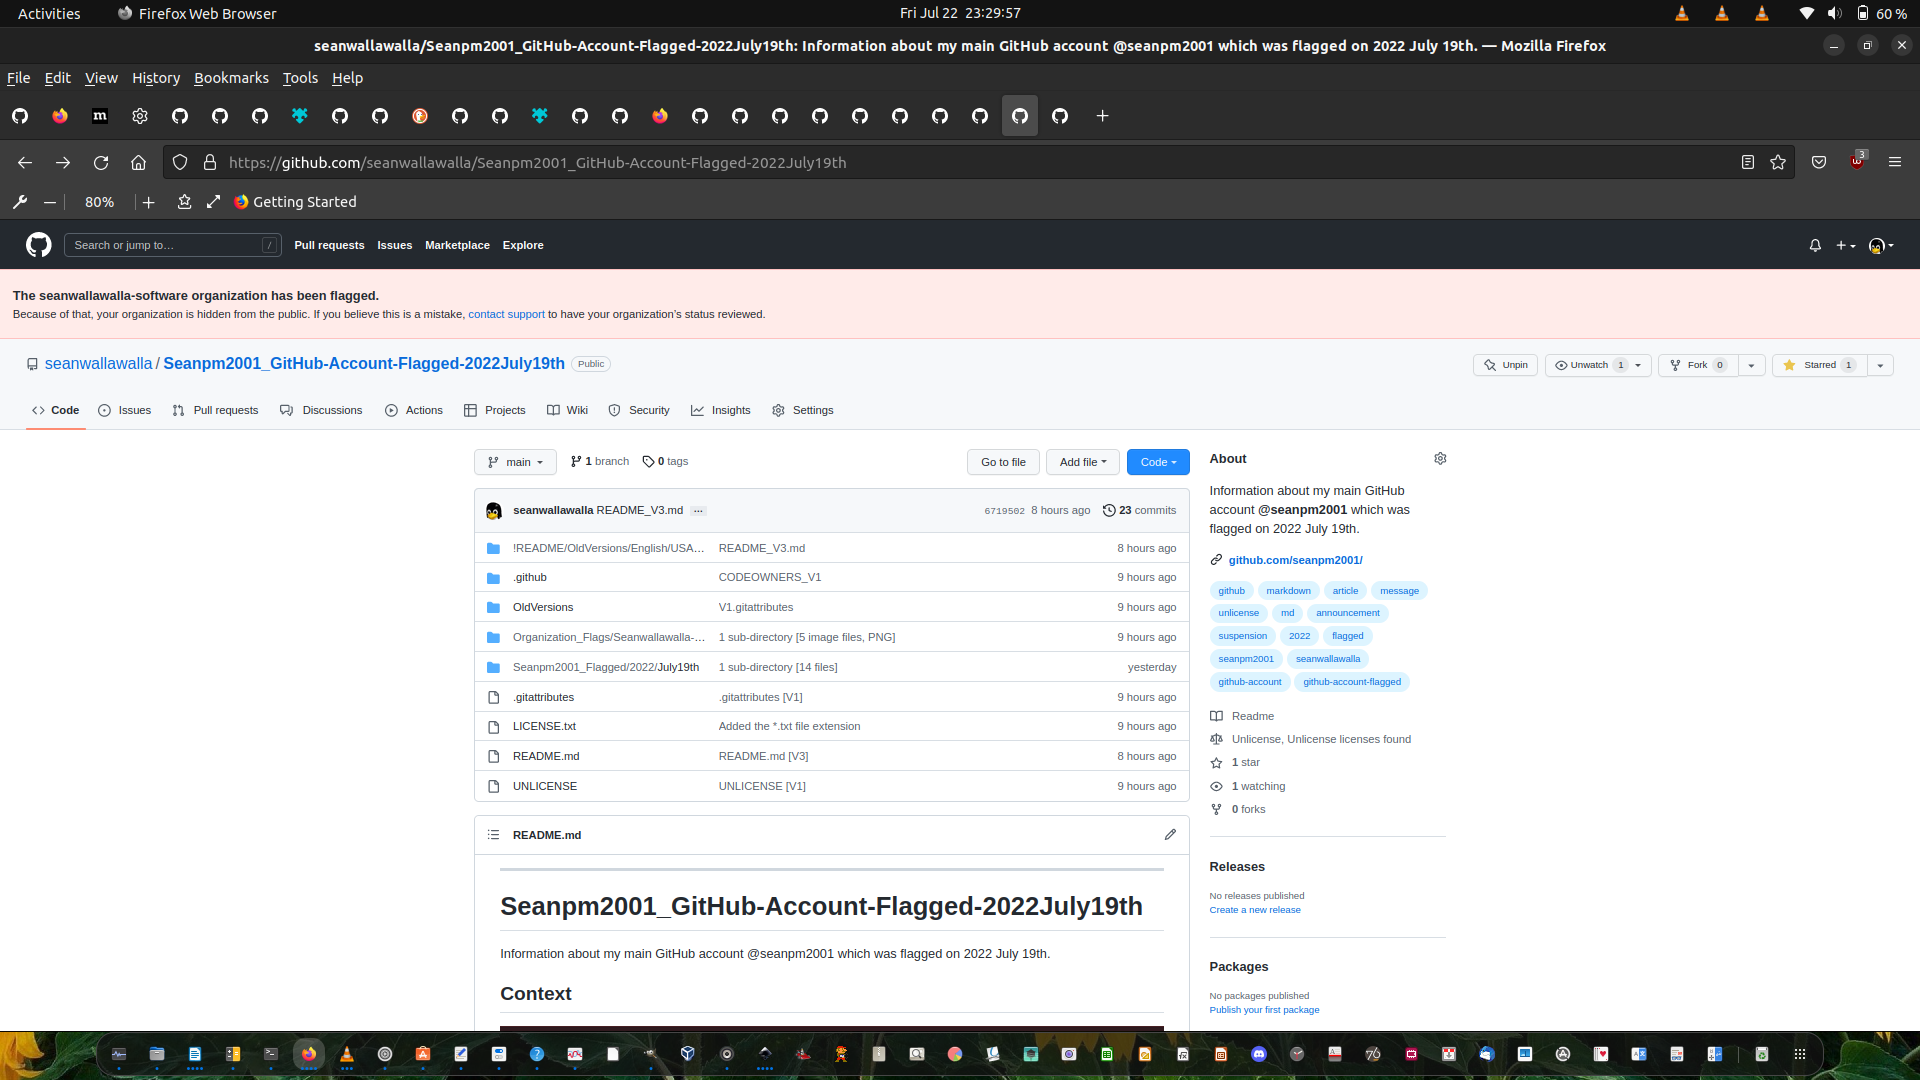 Activities
Firefox Web Browser
Fri Jul 22 23:29:57
60 %
seanwallawalla/Seanpm2001_GitHub-Account-Flagged-2022July19th: Information about my main GitHub account @seanpm2001 which was flagged on 2022 July 19th. — Mozilla Firefox
File Edit View History Bookmarks Tools Help
https://github.com/seanwallawalla/Seanpm2001_GitHub-Account-Flagged-2022July19th
3
80%
Getting Started
Search or jump to…
/
Pull requests Issues Marketplace Explore
The seanwallawalla-software organization has been flagged.
Because of that, your organization is hidden from the public. If you believe this is a mistake, contact support to have your organization's status reviewed.
seanwallawalla / Seanpm2001_GitHub-Account-Flagged-2022July19th Public
Unpin
Unwatch 1
Fork 0
Starred 1
Code Issues Pull requests Discussions Actions Projects Wiki Security Insights Settings
main
1 branch
0 tags
Go to file
Add file
Code
seanwallawalla README_V3.md ...
6719502 8 hours ago
23 commits
!README/OldVersions/English/USA… README_V3.md 8 hours ago
.github CODEOWNERS_V1 9 hours ago
OldVersions V1.gitattributes 9 hours ago
Organization_Flags/Seanwallawalla-… 1 sub-directory [5 image files, PNG] 9 hours ago
Seanpm2001_Flagged/2022/July19th 1 sub-directory [14 files] yesterday
.gitattributes .gitattributes [V1] 9 hours ago
LICENSE.txt Added the *.txt file extension 9 hours ago
README.md README.md [V3] 8 hours ago
UNLICENSE UNLICENSE [V1] 9 hours ago
README.md
Seanpm2001_GitHub-Account-Flagged-2022July19th
Information about my main GitHub account @seanpm2001 which was flagged on 2022 July 19th.
Context
About
Information about my main GitHub
account @seanpm2001 which was
flagged on 2022 July 19th.
github.com/seanpm2001/
github markdown article message
unlicense md announcement
suspension 2022 flagged
seanpm2001 seanwallawalla
github-account github-account-flagged
Readme
Unlicense, Unlicense licenses found
1 star
1 watching
0 forks
Releases
No releases published
Create a new release
Packages
No packages published
Publish your first package